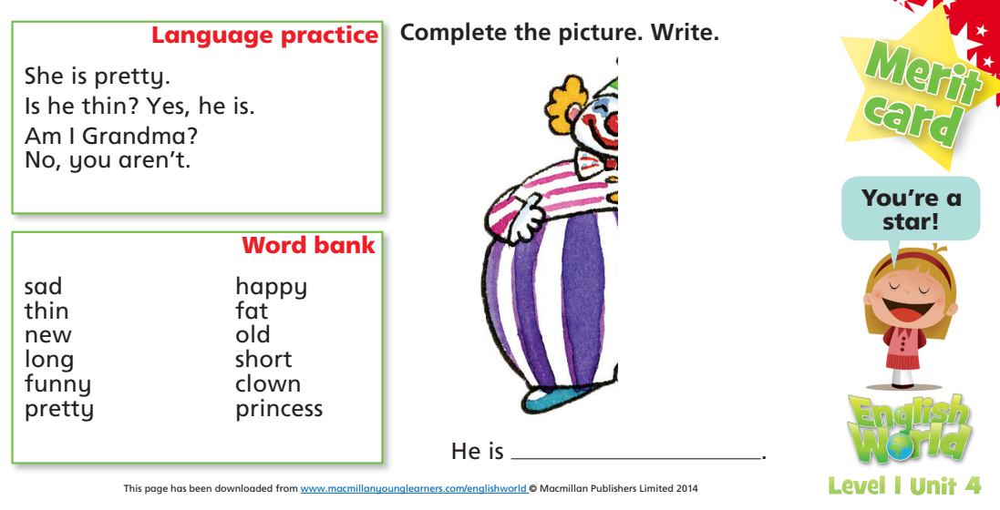 Language practice
She is pretty.
Is he thin? Yes, he is.
Am I Grandma?
No, you aren't.
Word bank
sad
thin
new
long
funny
pretty
happy
fat
old
short
clown
princess
Complete the picture. Write.
He is ______________________.
Merit
card
You're a
star!
English
World
Level 1 Unit 4
This page has been downloaded from www.macmillanyounglearners.com/englishworld © Macmillan Publishers Limited 2014